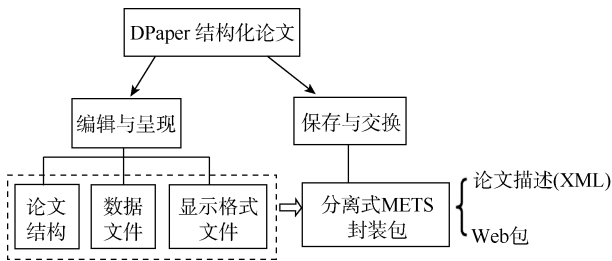 DPaper 结构化论文
编辑与呈现
保存与交换
论文
结构
数据
文件
显示格式
文件
分离式METS
封装包
论文描述(XML)
Web包